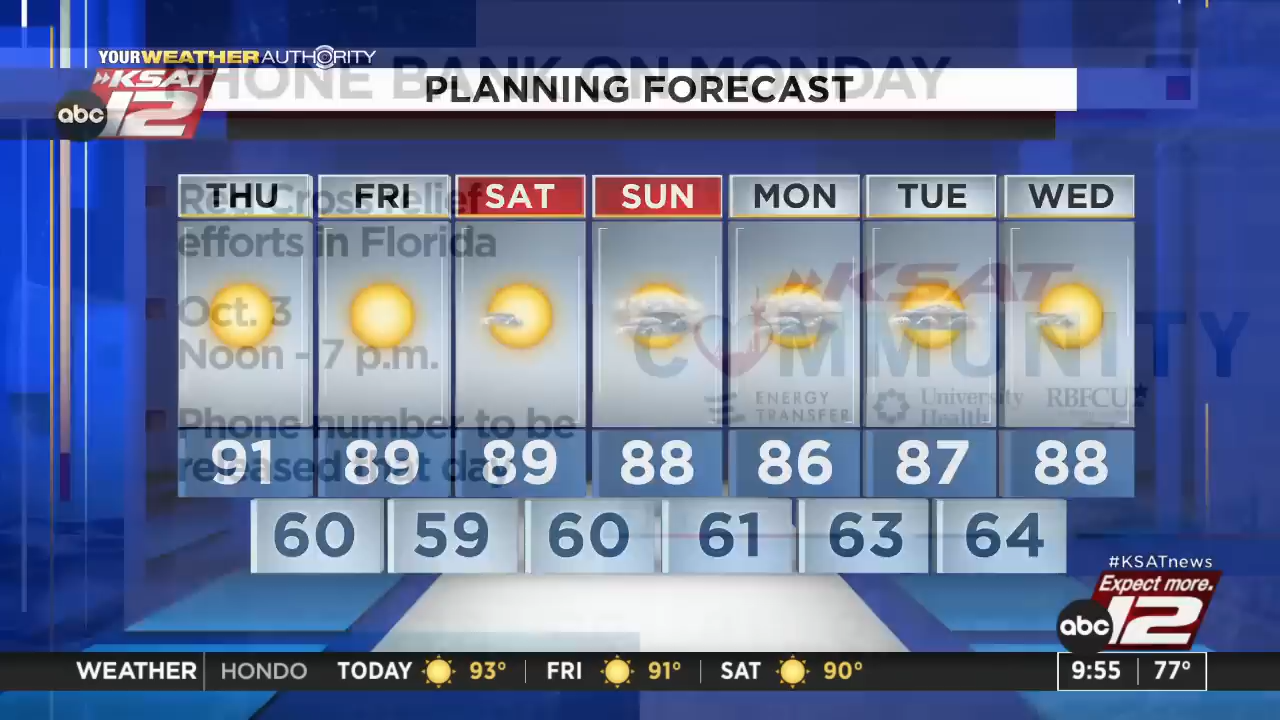 YOUR WEATHER AUTHORITY
KSAT
abc 12
PHONE BANK ON MONDAY
PLANNING FORECAST
THU FRI SAT SUN MON TUE WED
Red Cross relief
efforts in Florida
Oct. 3
Noon - 7 p.m.
KSAT
COMMUNITY
ENERGY
TRANSFER
University
Health
RBFCU
Phone number to be
released that day
91 89 89 88 86 87 88
60 59 60 61 63 64
#KSATnews
Expect more.
abc 12
WEATHER HONDO TODAY 93° FRI 91° SAT 90° 9:55 77°